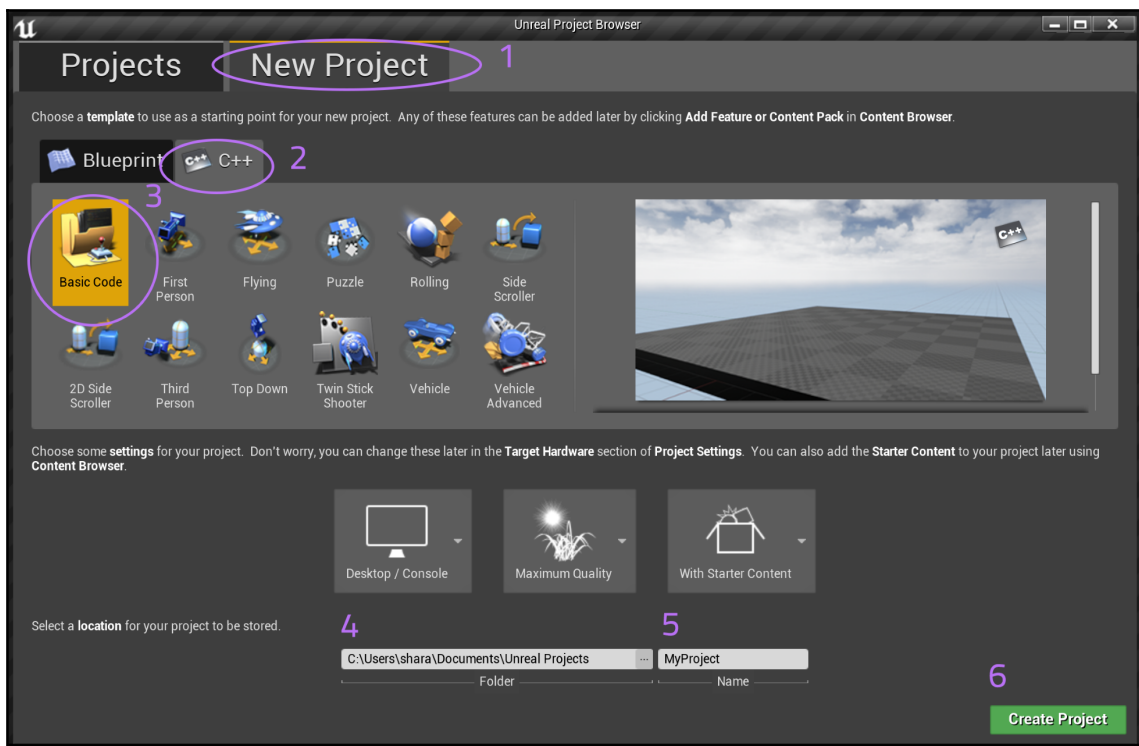 Unreal Project Browser
Projects
New Project
1
Choose a template to use as a starting point for your new project. Any of these features can be added later by clicking Add Feature or Content Pack in Content Browser.
Blueprint
C++
C++
2
3
Basic Code
First
Person
Flying
Puzzle
Rolling
Side
Scroller
2D Side
Scroller
Third
Person
Top Down
Twin Stick
Shooter
Vehicle
Vehicle
Advanced
C++
Choose some settings for your project. Don't worry, you can change these later in the Target Hardware section of Project Settings. You can also add the Starter Content to your project later using
Content Browser.
Desktop / Console
Maximum Quality
With Starter Content
Select a location for your project to be stored.
4
5
C:\Users\shara\Documents\Unreal Projects
...
MyProject
Folder
Name
6
Create Project